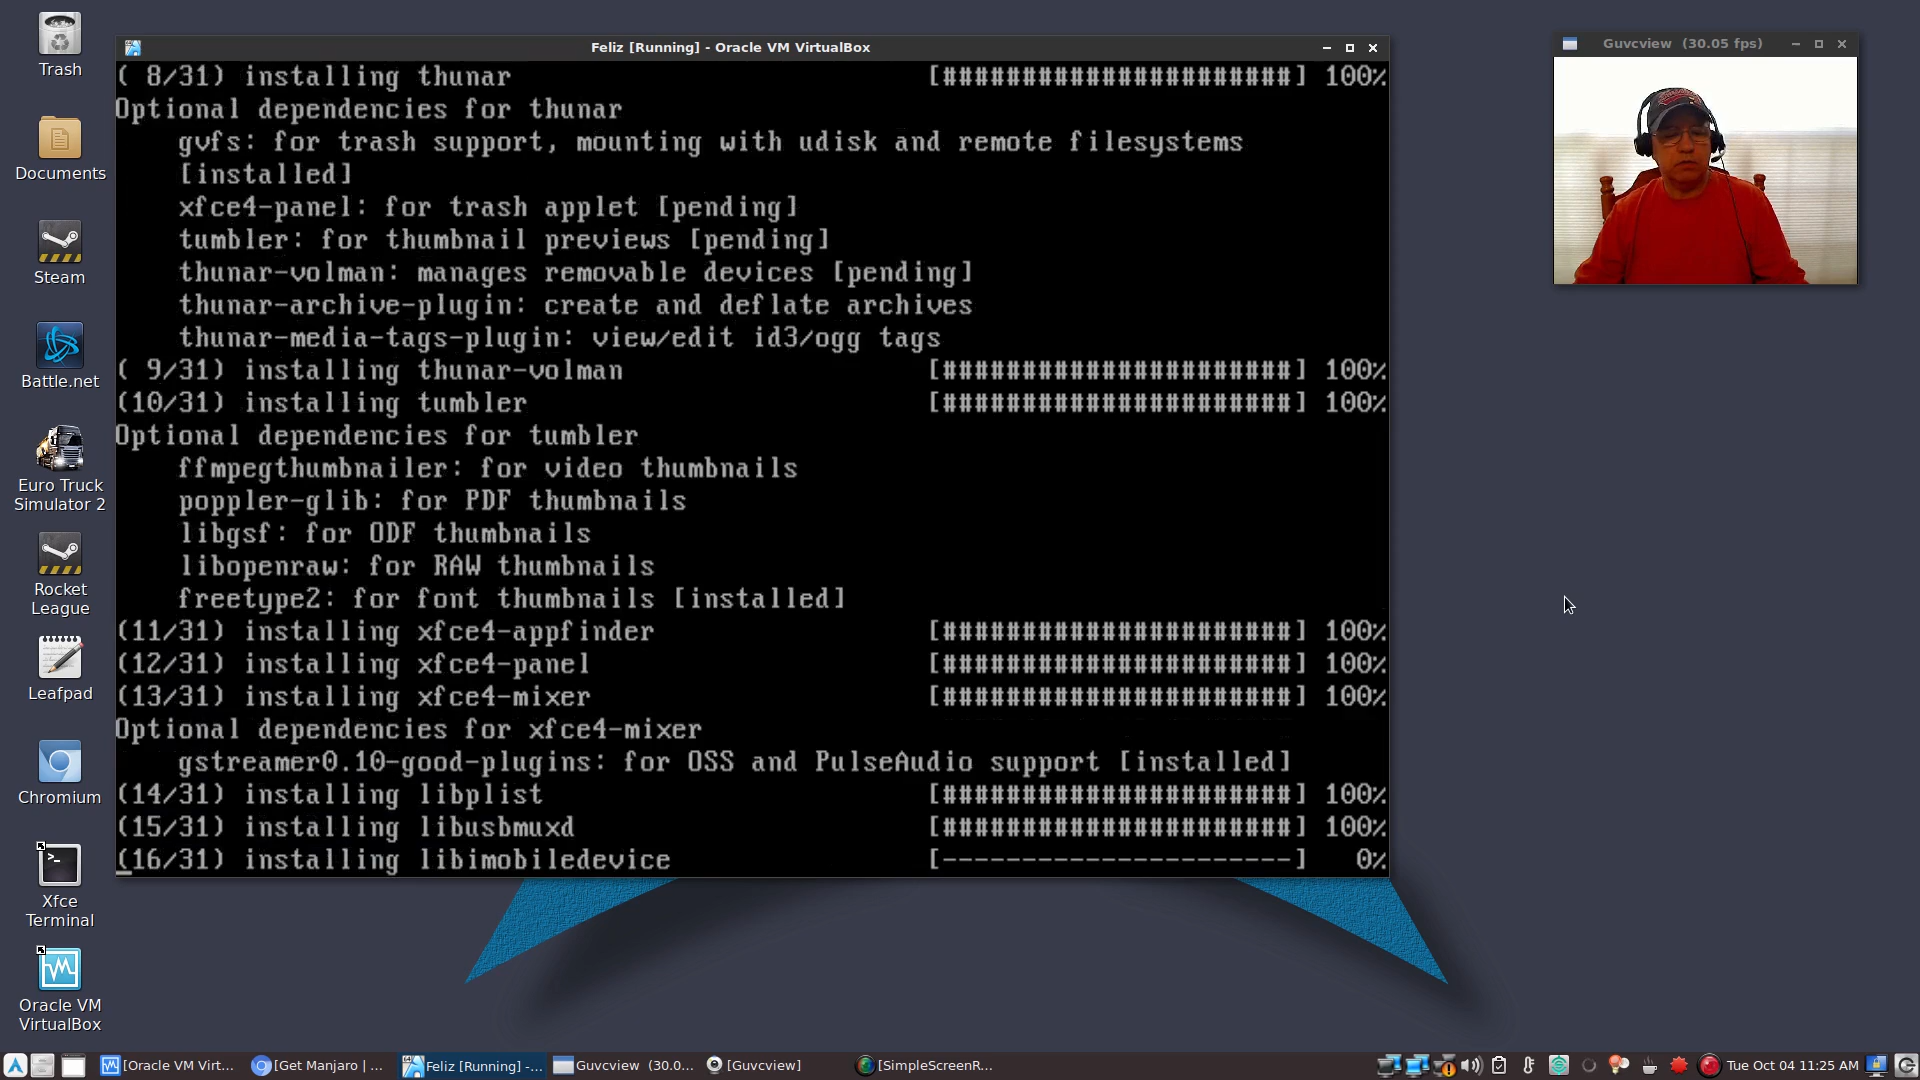 Trash
Documents
Steam
Battle.net
Euro Truck
Simulator 2
Rocket
League
Leafpad
Chromium
Xfce
Terminal
Oracle VM
VirtualBox
Feliz [Running] - Oracle VM VirtualBox
( 8/31) installing thunar [######################] 100%
Optional dependencies for thunar
gvfs: for trash support, mounting with udisk and remote filesystems
[installed]
xfce4-panel: for trash applet [pending]
tumbler: for thumbnail previews [pending]
thunar-volman: manages removable devices [pending]
thunar-archive-plugin: create and deflate archives
thunar-media-tags-plugin: view/edit id3/ogg tags
( 9/31) installing thunar-volman [######################] 100%
(10/31) installing tumbler [######################] 100%
Optional dependencies for tumbler
ffmpegthumbnailer: for video thumbnails
poppler-glib: for PDF thumbnails
libgsf: for ODF thumbnails
libopenraw: for RAW thumbnails
freetype2: for font thumbnails [installed]
(11/31) installing xfce4-appfinder [######################] 100%
(12/31) installing xfce4-panel [######################] 100%
(13/31) installing xfce4-mixer [######################] 100%
Optional dependencies for xfce4-mixer
gstreamer0.10-good-plugins: for OSS and PulseAudio support [installed]
(14/31) installing libplist [######################] 100%
(15/31) installing libusbmuxd [######################] 100%
(16/31) installing libimobiledevice [----------------------] 0%
Guvcview (30.05 fps)
[Oracle VM Virt... [Get Manjaro | ... Feliz [Running] -... Guvcview (30.0... [Guvcview] [SimpleScreenR... Tue Oct 04 11:25 AM